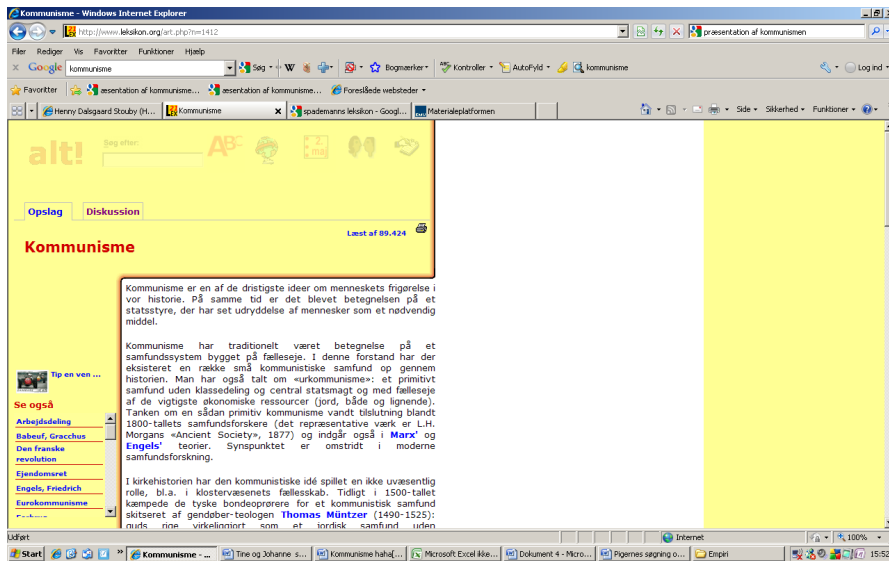 Kommunisme - Windows Internet Explorer
http://www.leksikon.org/art.php?n=1412
præsentation af kommunismen
Filer Rediger Vis Favoritter Funktioner Hjælp
Google kommunisme Søg Bogmærker Kontroller AutoFyld kommunisme Log ind
Favoritter æsentation af kommunisme... æsentation af kommunisme... Foreslåede websteder
Henny Dalsgaard Stouby (H... Kommunisme spademanns leksikon - Googl... Materialeplatformen Side Sikkerhed Funktioner
alt! Søg efter: ABC 2. maj
Opslag Diskussion
Læst af 89.424
Kommunisme
Kommunisme er en af de dristigste ideer om menneskets frigørelse i
vor historie. På samme tid er det blevet betegnelsen på et
statsstyre, der har set udryddelse af mennesker som et nødvendig
middel.
Kommunisme har traditionelt været betegnelse på et
samfundssystem bygget på fælleseje. I denne forstand har der
eksisteret en række små kommunistiske samfund op gennem
historien. Man har også talt om «urkommunisme»: et primitivt
samfund uden klassedeling og central statsmagt og med fælleseje
af de vigtigste økonomiske ressourcer (jord, både og lignende).
Tanken om en sådan primitiv kommunisme vandt tilslutning blandt
1800-tallets samfundsforskere (det repræsentative værk er L.H.
Morgans «Ancient Society», 1877) og indgår også i Marx' og
Engels' teorier. Synspunktet er omstridt i moderne
samfundsforskning.
I kirkehistorien har den kommunistiske idé spillet en ikke uvæsentlig
rolle, bl.a. i klostervæsenets fællesskab. Tidligt i 1500-tallet
kæmpede de tyske bondeoprørere for et kommunistisk samfund
skitseret af gendøber-teologen Thomas Müntzer (1490-1525):
guds rige virkeliggjort som et jordisk samfund uden
Tip en ven ...
Se også
Arbejdsdeling
Babeuf, Gracchus
Den franske
revolution
Ejendomsret
Engels, Friedrich
Eurokommunisme
Udført Internet 100%
Start Kommunisme - ... Tine og Johanne s... Kommunisme haha[... Microsoft Excel ikke... Dokument 4 - Micro... Pigernes søgning o... Empiri 15:52